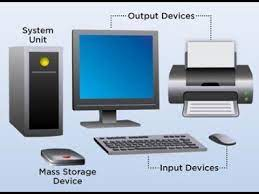 Output Devices
System
Unit
Mass Storage
Device
Input Devices